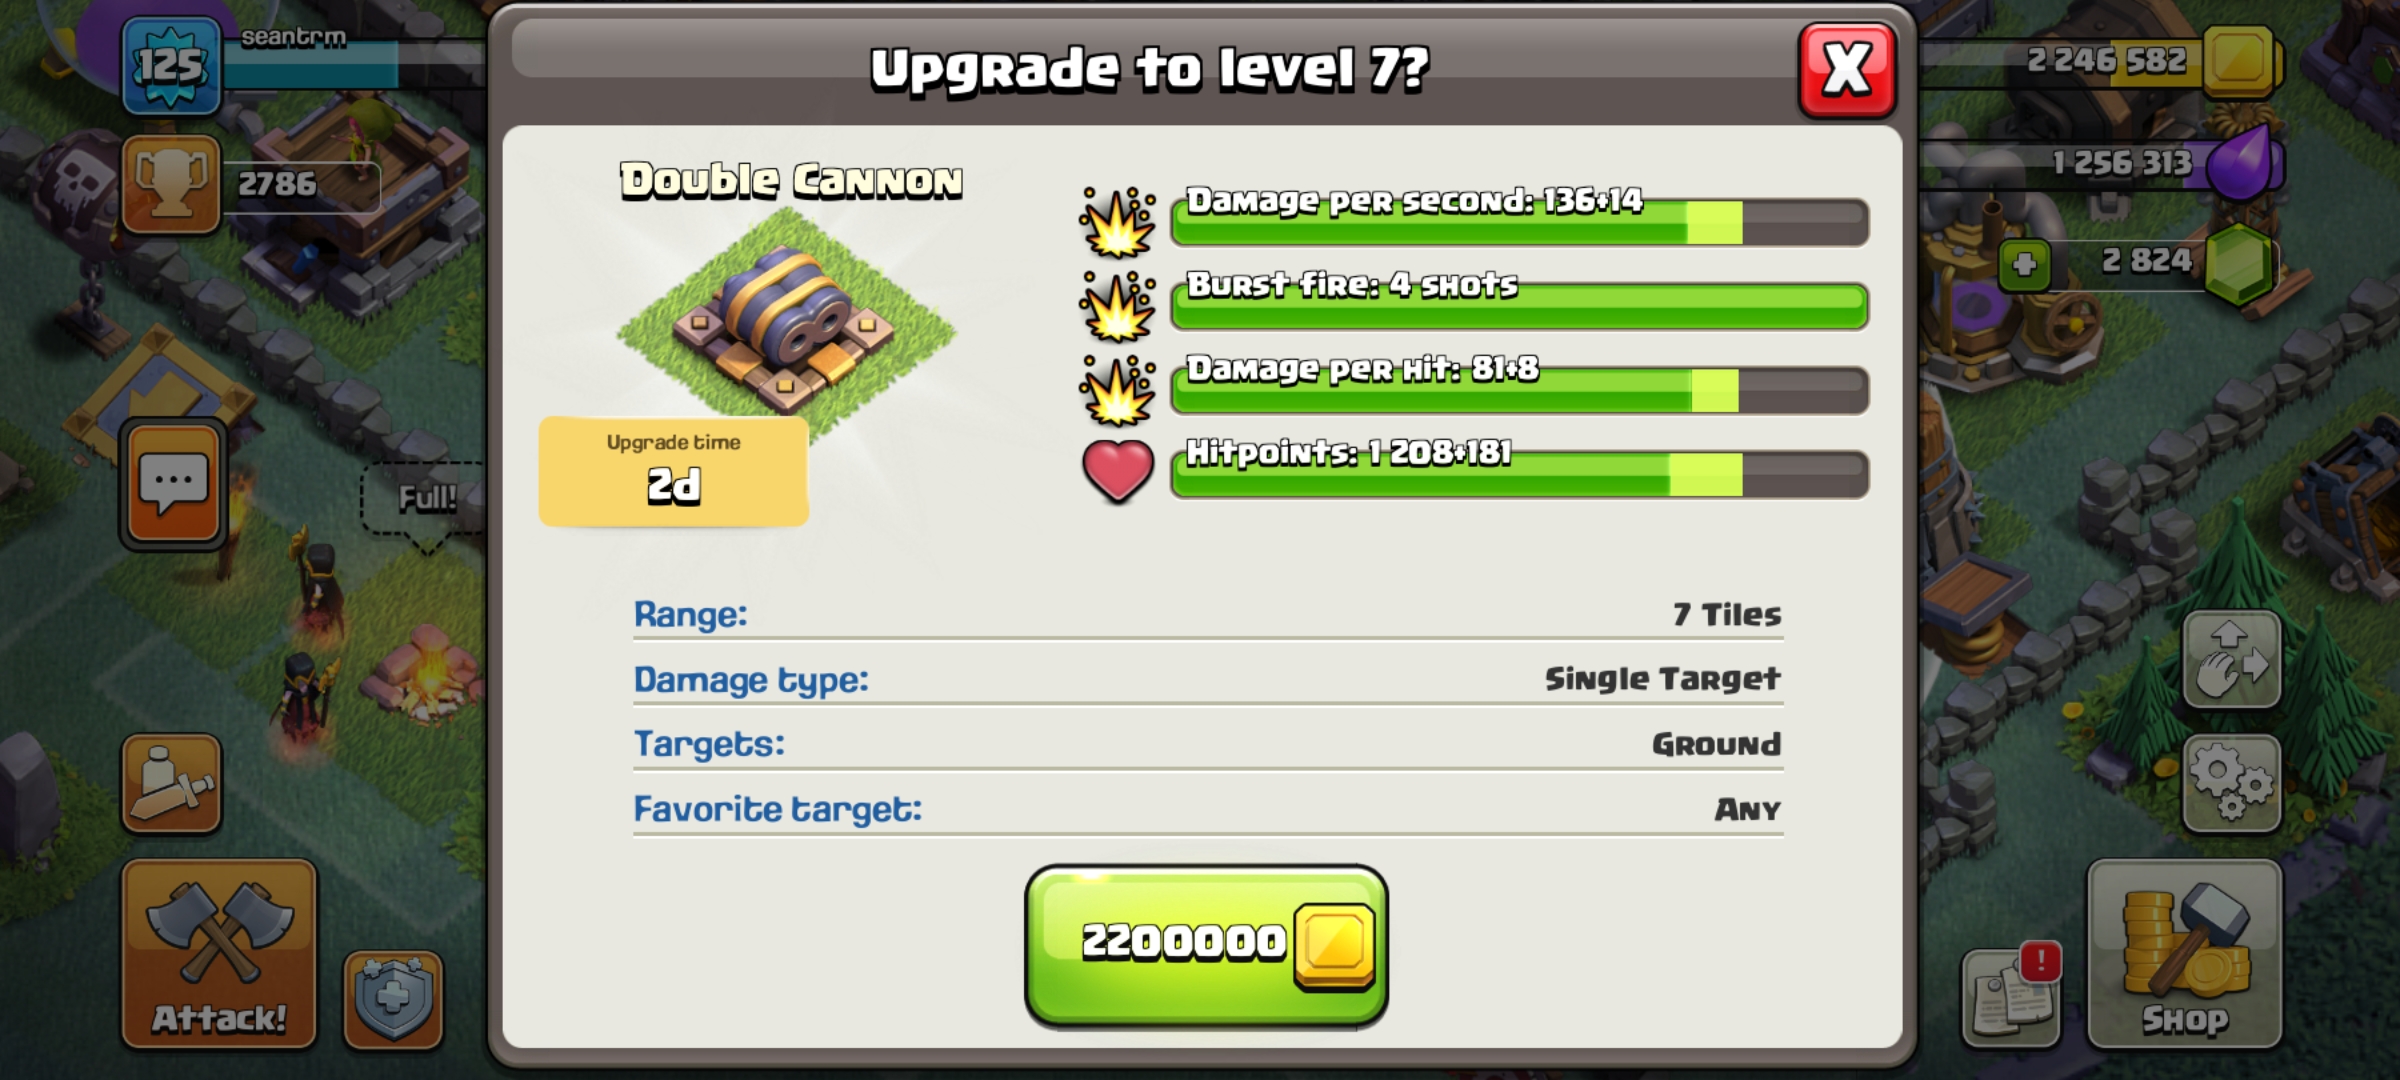 125
seantrm
2786
Full!
Attack!
Upgrade to level 7?
X
Double Cannon
Upgrade time
2d
Damage per second: 136+14
Burst fire: 4 shots
Damage per hit: 81+8
Hitpoints: 1 208+181
Range: 7 Tiles
Damage type: Single Target
Targets: Ground
Favorite target: Any
2200000
2 246 582
1 256 313
2 824
!
Shop